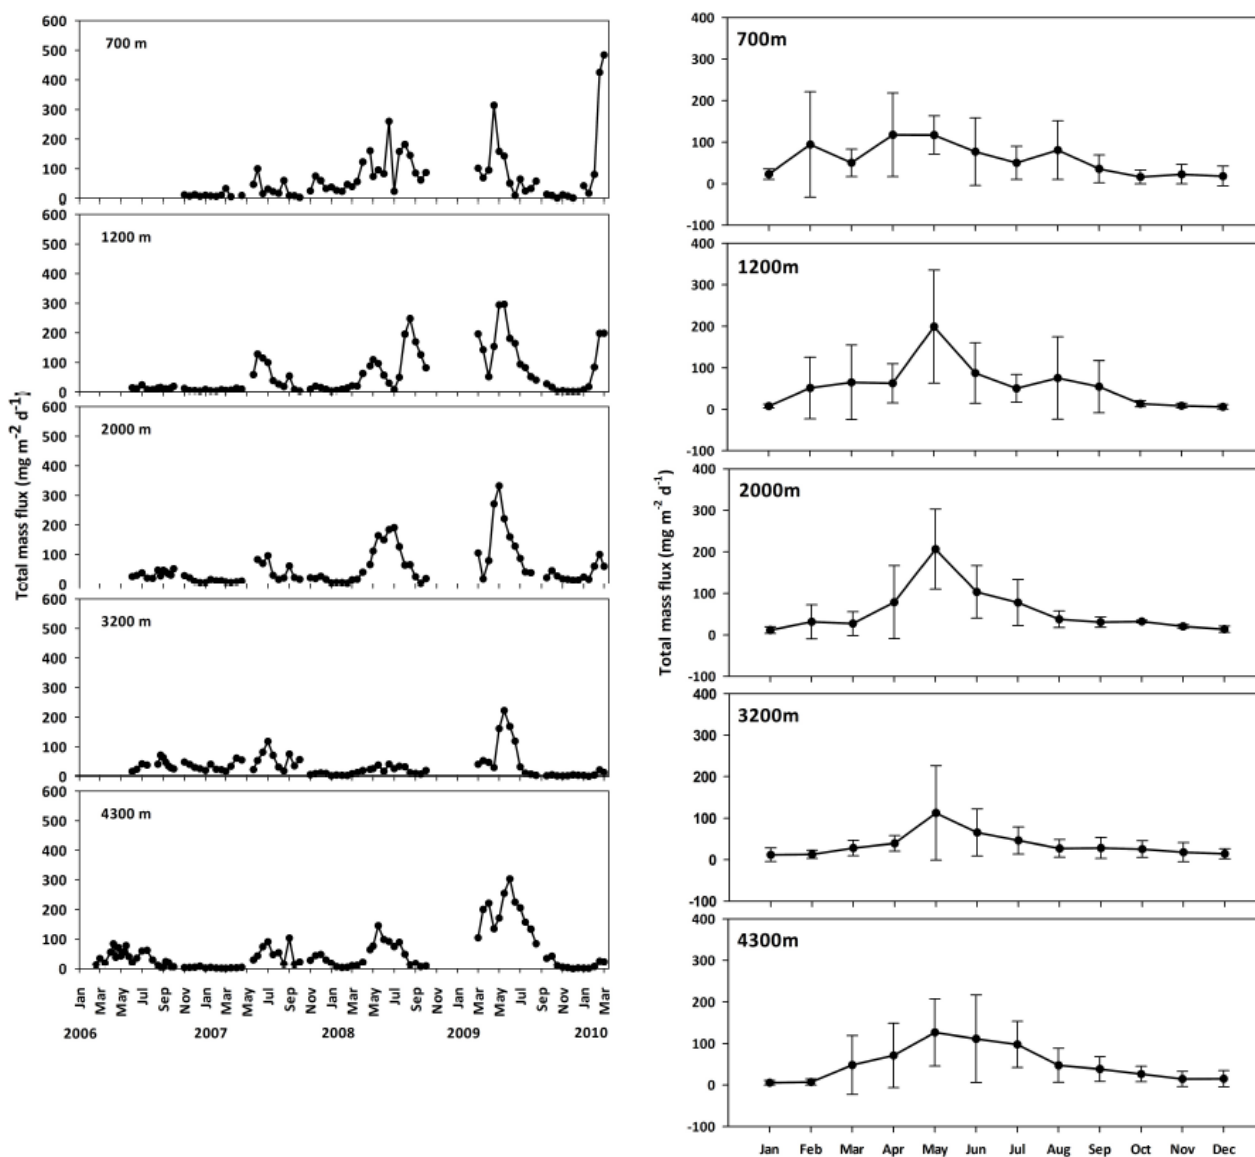 600
500
400
300
200
100
0
700 m
600
500
400
300
200
100
0
1200 m
600
500
400
300
200
100
0
2000 m
600
500
400
300
200
100
0
3200 m
600
500
400
300
200
100
0
4300 m
Total mass flux (mg m-2 d-1)
Jan
Mar
May
Jul
Sep
Nov
Jan
Mar
May
Jul
Sep
Nov
Jan
Mar
May
Jul
Sep
Nov
Jan
Mar
May
Jul
Sep
Nov
Jan
Mar
2006
2007
2008
2009
2010
400
300
200
100
0
-100
700m
400
300
200
100
0
-100
1200m
400
300
200
100
0
-100
2000m
400
300
200
100
0
-100
3200m
400
300
200
100
0
-100
4300m
Total mass flux (mg m-2 d-1)
Jan Feb Mar Apr May Jun Jul Aug Sep Oct Nov Dec